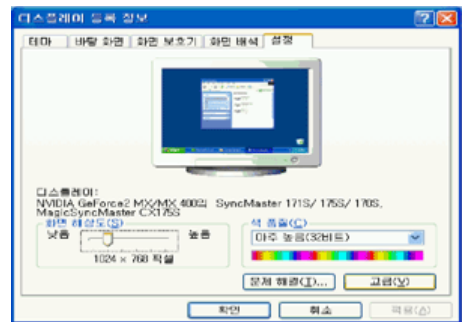 디스플레이 등록 정보
테마 바탕 화면 화면 보호기 화면 배색 설정
디스플레이:
NVIDIA GeForce2 MX/MX 400의 SyncMaster 171S/ 175S/ 170S,
MagicSyncMaster CX175S
화면 해상도(S)
낮음 높음
1024 × 768 픽셀
색 품질(C)
아주 높음(32비트)
문제 해결(T)... 고급(V)
확인 취소 적용(A)